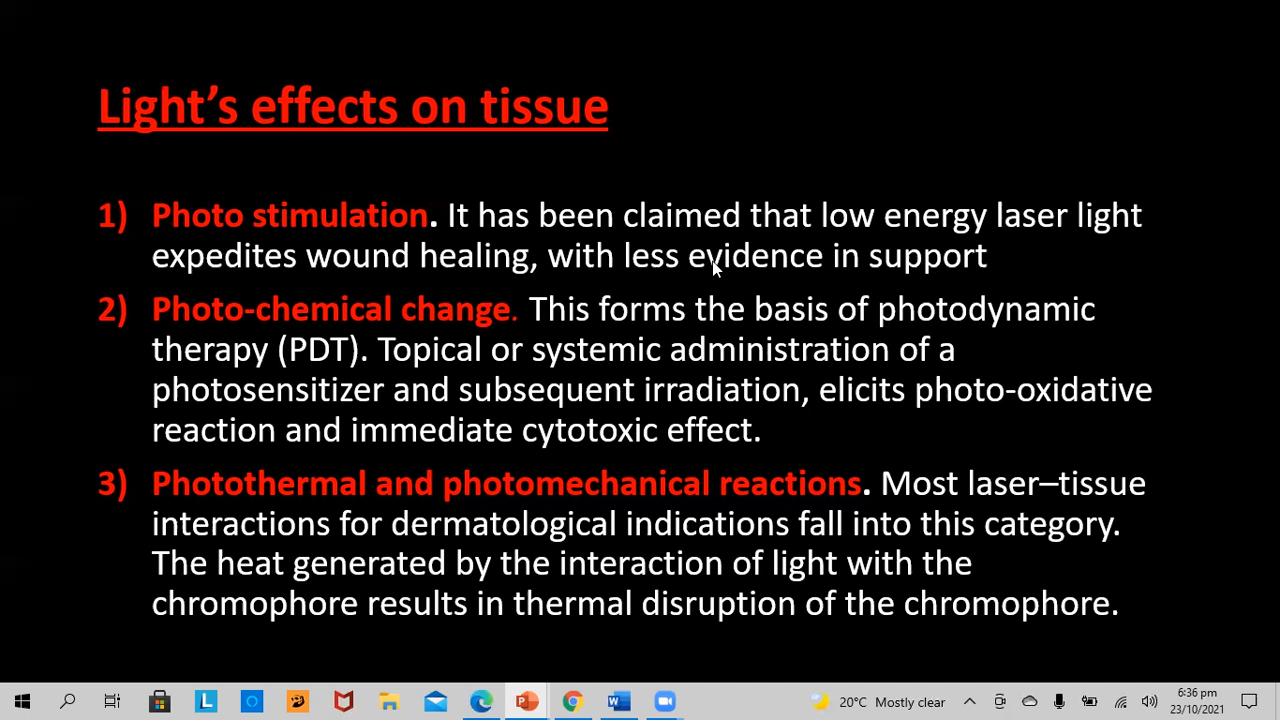 Light's effects on tissue
1) Photo stimulation. It has been claimed that low energy laser light
expedites wound healing, with less evidence in support
2) Photo-chemical change. This forms the basis of photodynamic
therapy (PDT). Topical or systemic administration of a
photosensitizer and subsequent irradiation, elicits photo-oxidative
reaction and immediate cytotoxic effect.
3) Photothermal and photomechanical reactions. Most laser–tissue
interactions for dermatological indications fall into this category.
The heat generated by the interaction of light with the
chromophore results in thermal disruption of the chromophore.
20°C Mostly clear
6:36 pm
23/10/2021